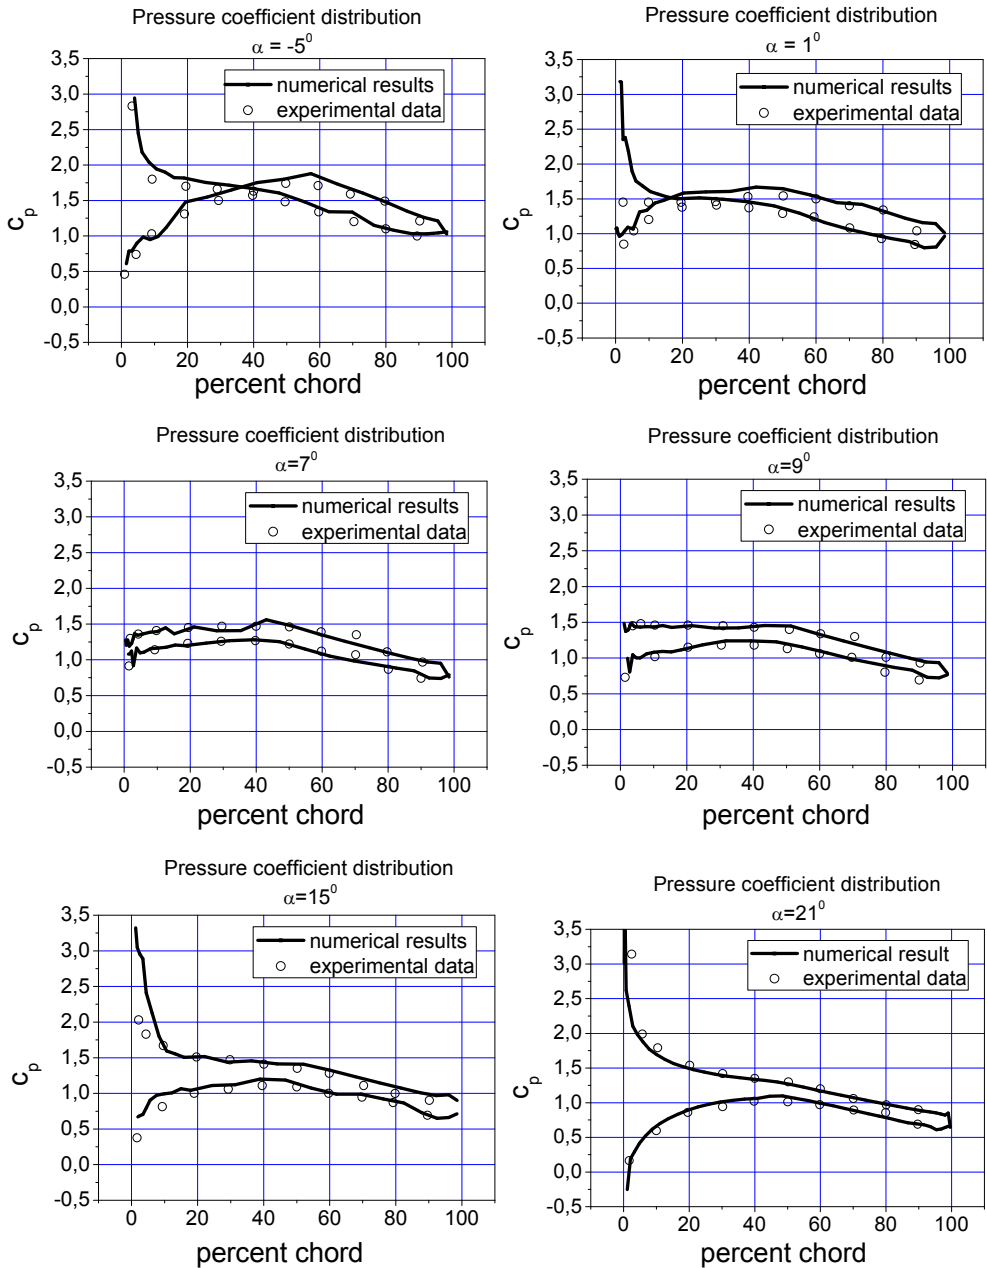 Pressure coefficient distribution
α = -5⁰
3,5
3,0
2,5
2,0
1,5
1,0
0,5
0,0
-0,5
c_p
numerical results
experimental data
0 20 40 60 80 100
percent chord
Pressure coefficient distribution
α = 1⁰
3,5
3,0
2,5
2,0
1,5
1,0
0,5
0,0
-0,5
c_p
numerical results
experimental data
0 20 40 60 80 100
percent chord
Pressure coefficient distribution
α=7⁰
3,5
3,0
2,5
2,0
1,5
1,0
0,5
0,0
-0,5
c_p
numerical results
experimental data
0 20 40 60 80 100
percent chord
Pressure coefficient distribution
α=9⁰
3,5
3,0
2,5
2,0
1,5
1,0
0,5
0,0
-0,5
c_p
numerical results
experimental data
0 20 40 60 80 100
percent chord
Pressure coefficient distribution
α=15⁰
3,5
3,0
2,5
2,0
1,5
1,0
0,5
0,0
-0,5
c_p
numerical results
experimental data
0 20 40 60 80 100
percent chord
Pressure coefficient distribution
α=21⁰
3,5
3,0
2,5
2,0
1,5
1,0
0,5
0,0
-0,5
c_p
numerical result
experimental data
0 20 40 60 80 100
percent chord